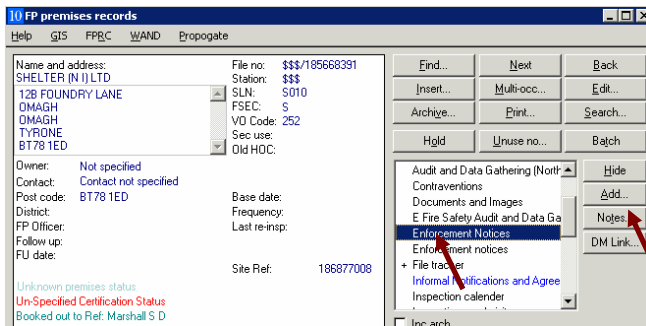 10 FP premises records
Help GIS FPRC WAND Propogate
Name and address:
SHELTER (N I) LTD
12B FOUNDRY LANE
OMAGH
OMAGH
TYRONE
BT78 1ED
File no: $$$/185668391
Station: $$$
SLN: S010
FSEC: S
VO Code: 252
Sec use:
Old HOC:
Owner: Not specified
Contact: Contact not specified
Post code: BT78 1ED
District:
FP Officer:
Follow up:
FU date:
Base date:
Frequency:
Last re-insp:
Site Ref: 186877008
Unknown premises status
Un-Specified Certification Status
Booked out to Ref: Marshall S D
Find... Next Back
Insert... Multi-occ... Edit...
Archive... Print... Search...
Hold Unuse no... Batch
Audit and Data Gathering (North
Contraventions
Documents and Images
E Fire Safety Audit and Data Ga
Enforcement Notices
Enforcement notices
+ File tracker
Informal Notifications and Agree
Inspection calender
Hide
Add...
Notes...
DM Link...
Inc arch